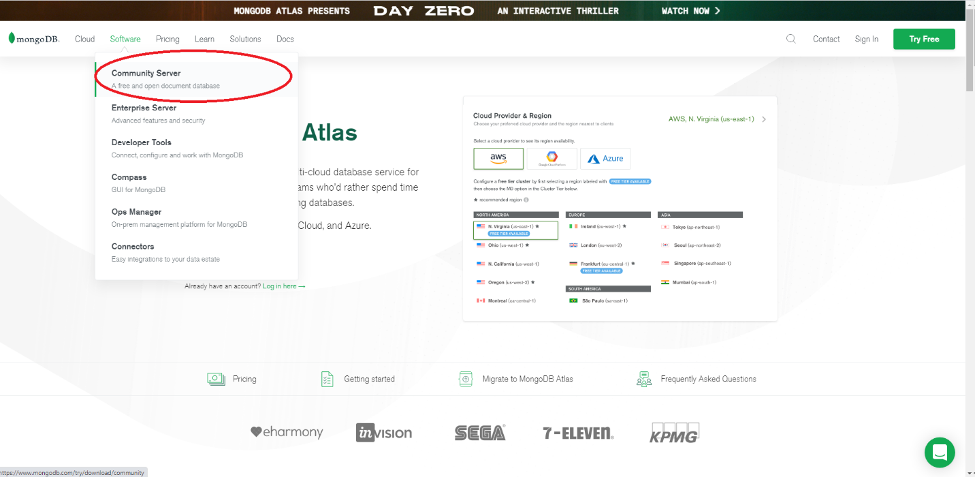 MONGODB ATLAS PRESENTS DAY ZERO AN INTERACTIVE THRILLER WATCH NOW
mongoDB. Cloud Software Pricing Learn Solutions Docs Contact Sign In Try Free
Community Server
A free and open document database
Enterprise Server
Advanced features and security
Developer Tools
Connect, configure and work with MongoDB
Compass
GUI for MongoDB
Ops Manager
On-prem management platform for MongoDB
Connectors
Easy integrations to your data estate
Atlas
ti-cloud database service for
ams who'd rather spend time
ng databases.
Cloud, and Azure.
Already have an account? Log in here →
Cloud Provider & Region
Choose your preferred cloud provider and the region nearest to clients.
AWS, N. Virginia (us-east-1)
Select a cloud provider to see its region availability.
aws
Google Cloud Platform
Azure
Configure a free tier cluster by first selecting a region labeled with FREE TIER AVAILABLE
then choose the M0 option in the Cluster Tier below.
★ recommended region
NORTH AMERICA
N. Virginia (us-east-1) ★
FREE TIER AVAILABLE
Ohio (us-east-1) ★
N. California (us-west-1)
Oregon (us-west-2) ★
Montreal (ca-central-1)
EUROPE
Ireland (eu-west-1) ★
London (eu-west-2)
Frankfurt (eu-central-1) ★
FREE TIER AVAILABLE
SOUTH AMERICA
São Paulo (sa-east-1)
ASIA
Tokyo (ap-northeast-1)
Seoul (ap-northeast-2)
Singapore (ap-southeast-1)
Mumbai (ap-south-1)
Pricing
Getting started
Migrate to MongoDB Atlas
Frequently Asked Questions
eharmony
invision
SEGA
7-ELEVEN.
KPMG
https://www.mongodb.com/try/download/community